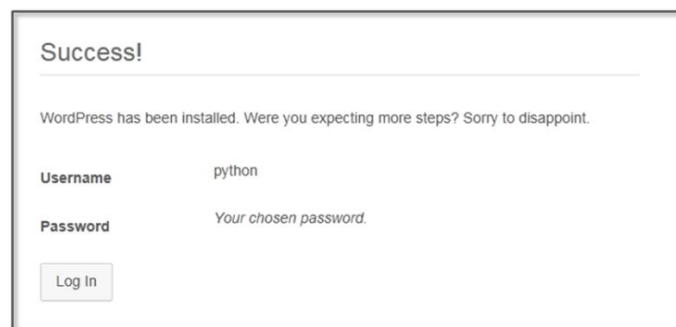 Success!
WordPress has been installed. Were you expecting more steps? Sorry to disappoint.
Username python
Password Your chosen password.
Log In